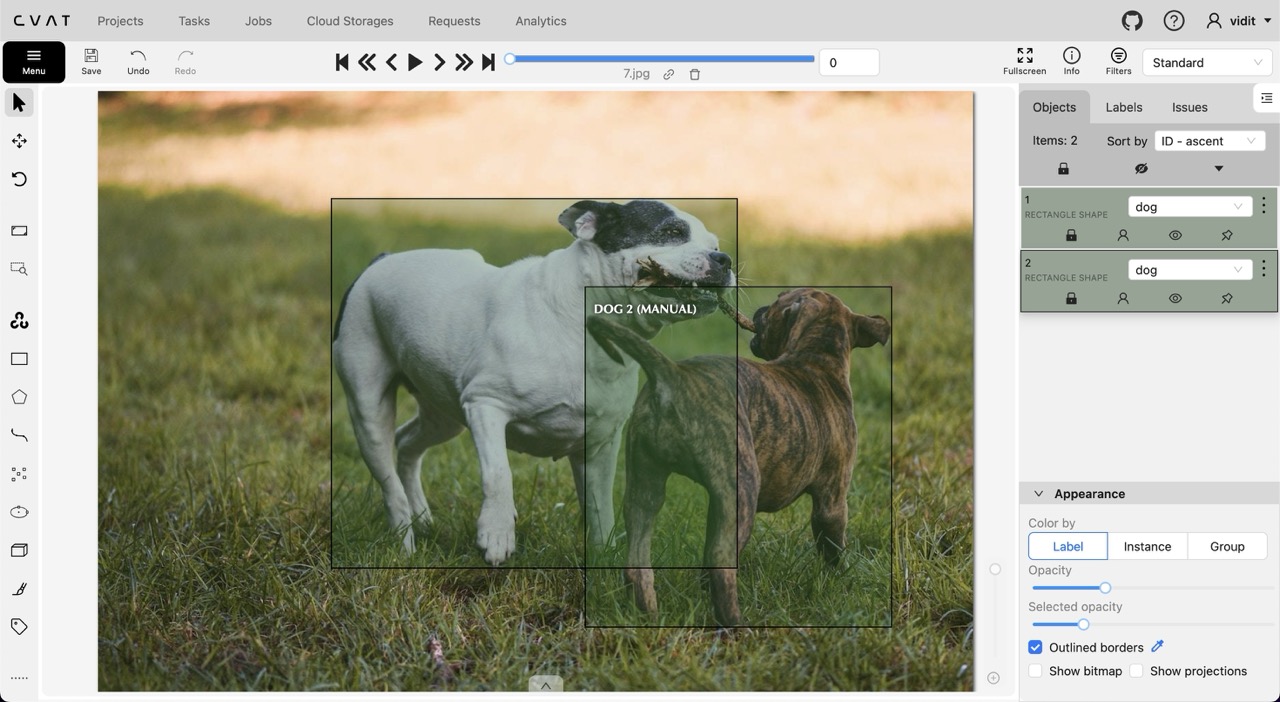 CVAT Projects Tasks Jobs Cloud Storages Requests Analytics vidit
Menu Save Undo Redo 7.jpg 0 Fullscreen Info Filters Standard
Objects Labels Issues
Items: 2 Sort by ID - ascent
1 dog
RECTANGLE SHAPE
2 dog
RECTANGLE SHAPE
DOG 2 (MANUAL)
Appearance
Color by
Label Instance Group
Opacity
Selected opacity
Outlined borders
Show bitmap Show projections